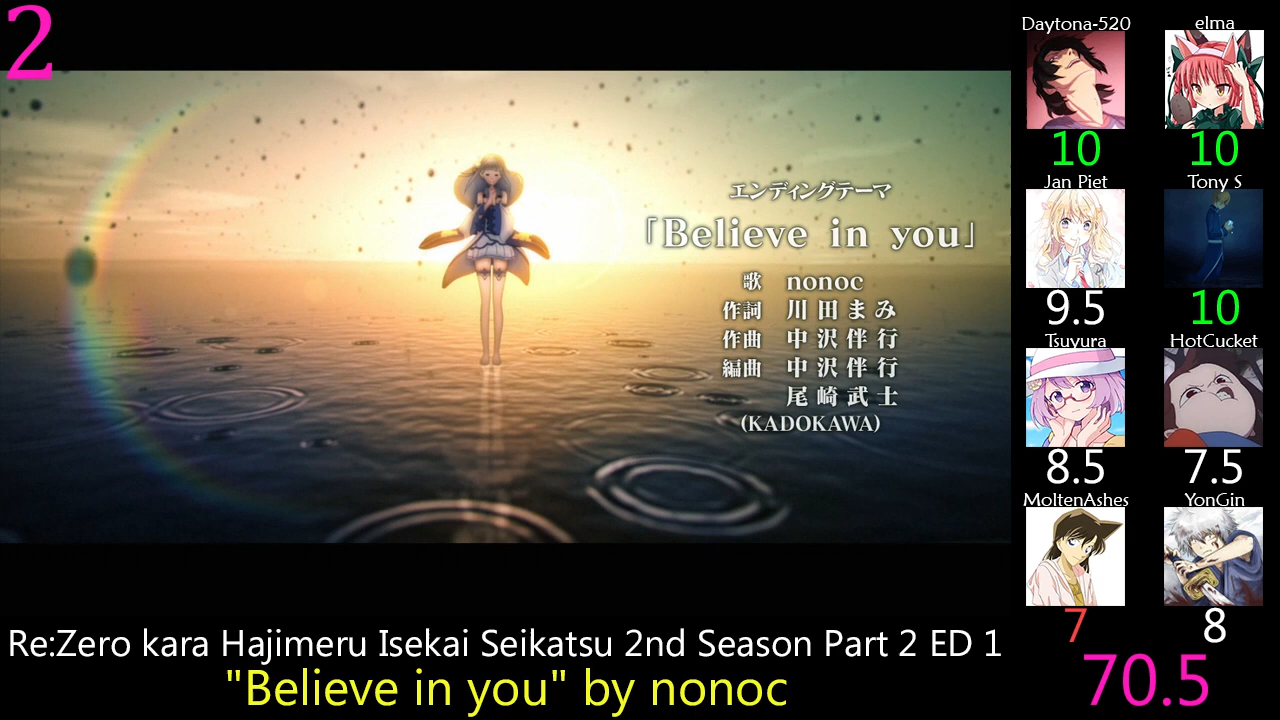 2
エンディングテーマ
「Believe in you」
歌 nonoc
作詞 川田まみ
作曲 中沢伴行
編曲 中沢伴行
尾崎武士
(KADOKAWA)
Daytona-520 elma
10 10
Jan Piet Tony S
9.5 10
Tsuyura HotCucket
8.5 7.5
MoltenAshes YonGin
7 8
Re:Zero kara Hajimeru Isekai Seikatsu 2nd Season Part 2 ED 1
"Believe in you" by nonoc
70.5